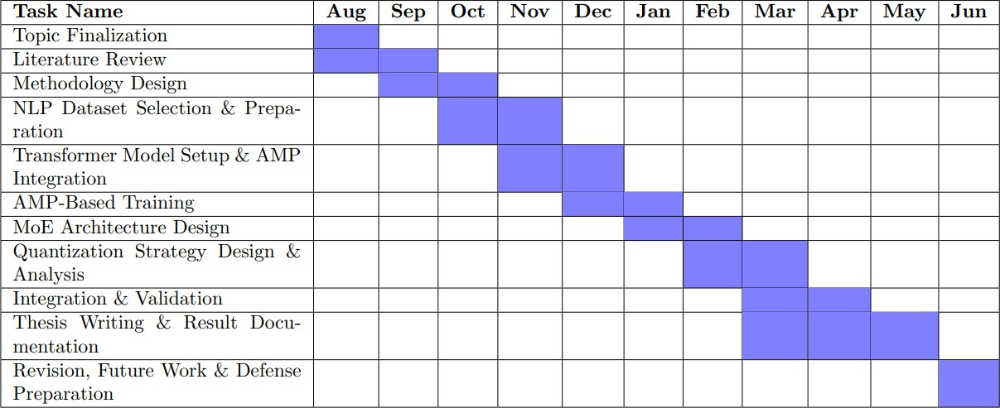 Task Name Aug Sep Oct Nov Dec Jan Feb Mar Apr May Jun
Topic Finalization
Literature Review
Methodology Design
NLP Dataset Selection & Prepa-
ration
Transformer Model Setup & AMP
Integration
AMP-Based Training
MoE Architecture Design
Quantization Strategy Design &
Analysis
Integration & Validation
Thesis Writing & Result Docu-
mentation
Revision, Future Work & Defense
Preparation